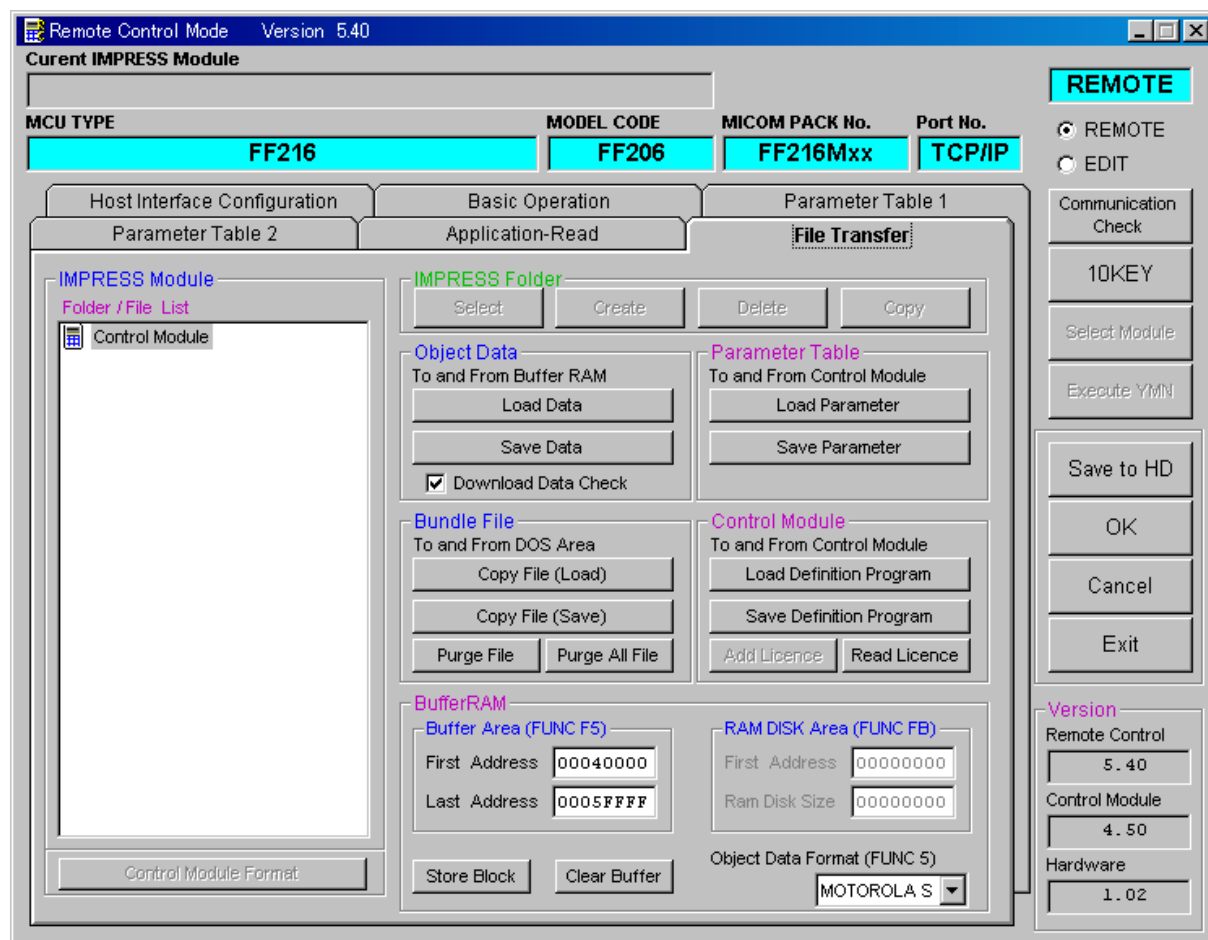 Remote Control Mode Version 5.40
Curent IMPRESS Module
REMOTE
MCU TYPE MODEL CODE MICOM PACK No. Port No.
FF216 FF206 FF216Mxx TCP/IP
REMOTE
EDIT
Host Interface Configuration Basic Operation Parameter Table 1
Parameter Table 2 Application-Read File Transfer
Communication
Check
10KEY
Select Module
Execute YMN
IMPRESS Module
Folder / File List
Control Module
Control Module Format
IMPRESS Folder
Select Create Delete Copy
Object Data
To and From Buffer RAM
Load Data
Save Data
Download Data Check
Parameter Table
To and From Control Module
Load Parameter
Save Parameter
Bundle File
To and From DOS Area
Copy File (Load)
Copy File (Save)
Purge File Purge All File
Control Module
To and From Control Module
Load Definition Program
Save Definition Program
Add Licence Read Licence
BufferRAM
Buffer Area (FUNC F5)
First Address 00040000
Last Address 0005FFFF
RAM DISK Area (FUNC FB)
First Address 00000000
Ram Disk Size 00000000
Store Block Clear Buffer
Object Data Format (FUNC 5)
MOTOROLA S
Save to HD
OK
Cancel
Exit
Version
Remote Control
5.40
Control Module
4.50
Hardware
1.02